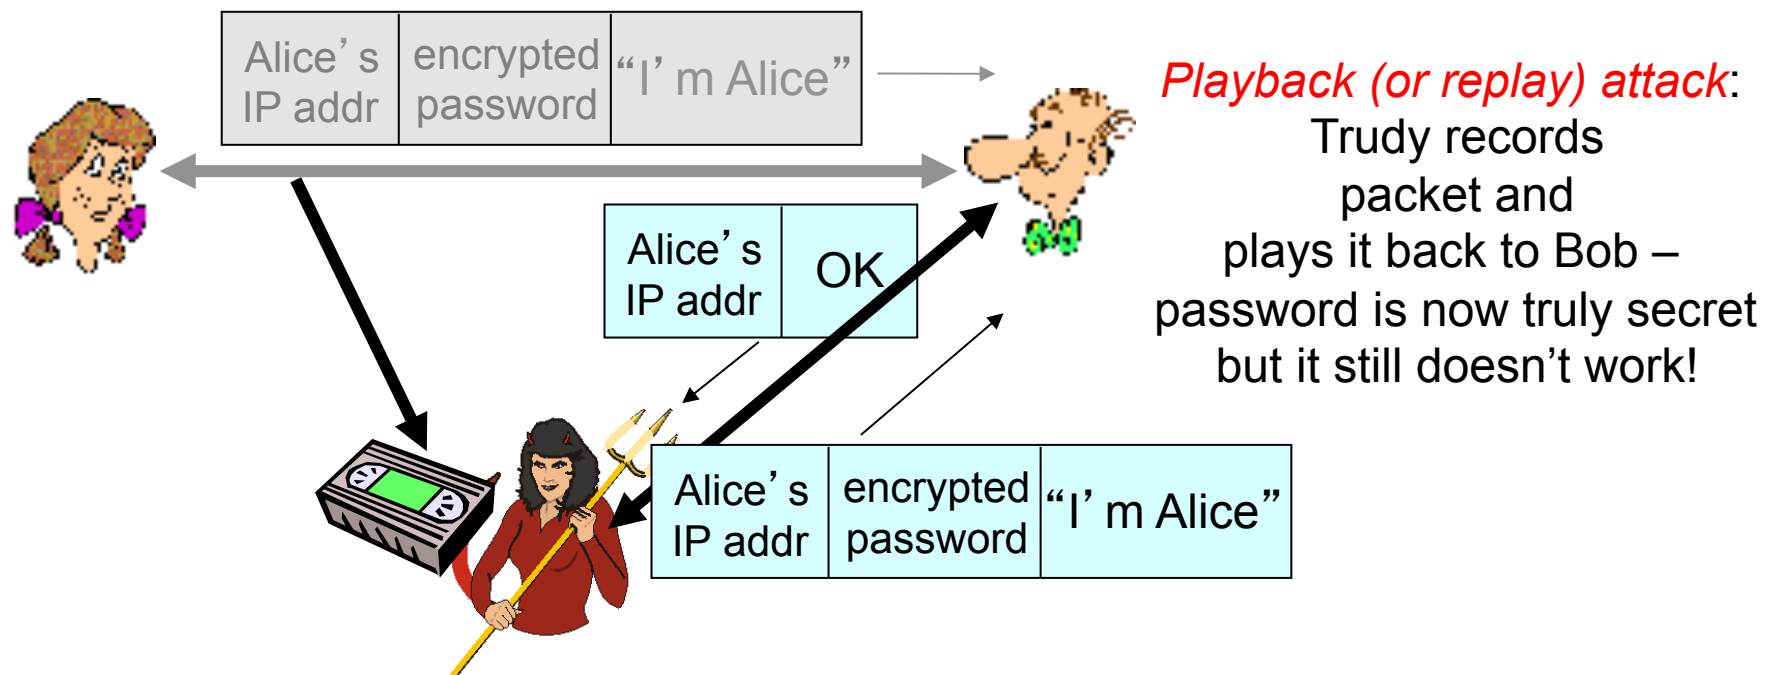 Alice’s encrypted “I’m Alice”
IP addr password
Playback (or replay) attack:
Trudy records
packet and
plays it back to Bob –
password is now truly secret
but it still doesn’t work!
Alice’s OK
IP addr
Alice’s encrypted “I’m Alice”
IP addr password